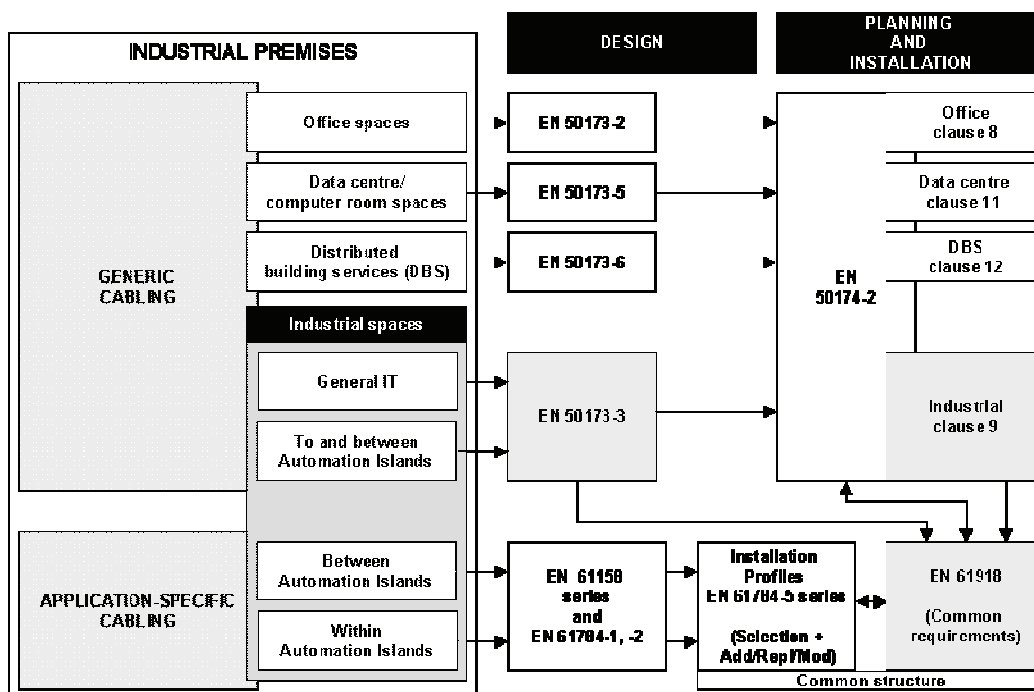 INDUSTRIAL PREMISES
DESIGN
PLANNING
AND
INSTALLATION
GENERIC
CABLING
Office spaces
EN 50173-2
Office
clause 8
Data centre/
computer room spaces
EN 50173-5
Data centre
clause 11
Distributed
building services (DBS)
EN 50173-6
DBS
clause 12
EN
50174-2
Industrial spaces
General IT
EN 50173-3
Industrial
clause 9
To and between
Automation Islands
APPLICATION-SPECIFIC
CABLING
Between
Automation Islands
Within
Automation Islands
EN 61158
series
and
EN 61784-1, -2
Installation
Profiles
EN 61784-5 series
(Selection +
Add/Repl/Mod)
EN 61918
(Common
requirements)
Common structure